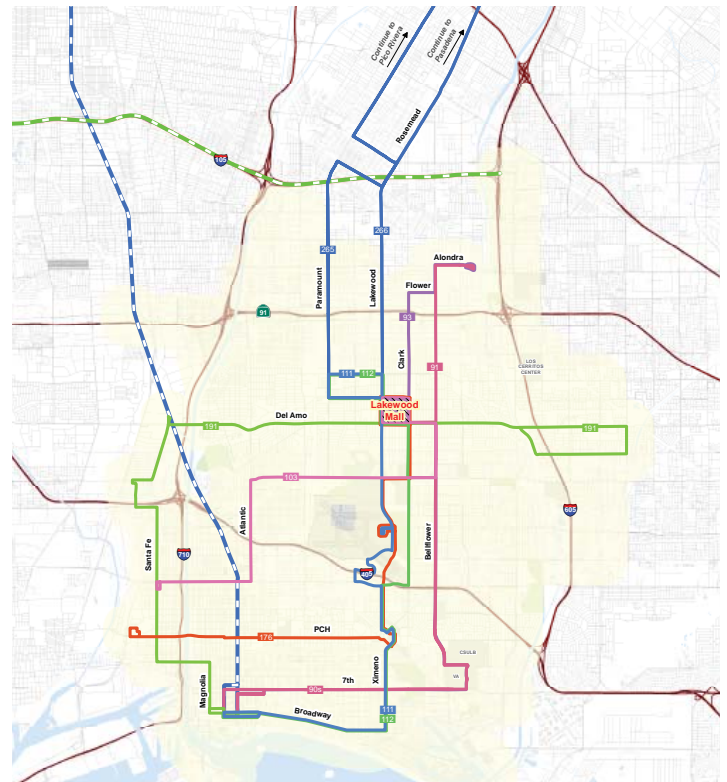 Continue to
Pico Rivera
Continue to
Pasadena
Rosemead
105
266
265
Alondra
Paramount
Lakewood
Flower
91
93
Clark
91
LOS
CERRITOS
CENTER
111
112
Lakewood
Mall
Del Amo
191
191
103
Atlantic
Bellflower
605
Santa Fe
710
405
PCH
176
CSULB
Ximeno
7th
VA
Magnolia
90s
Broadway
111
112